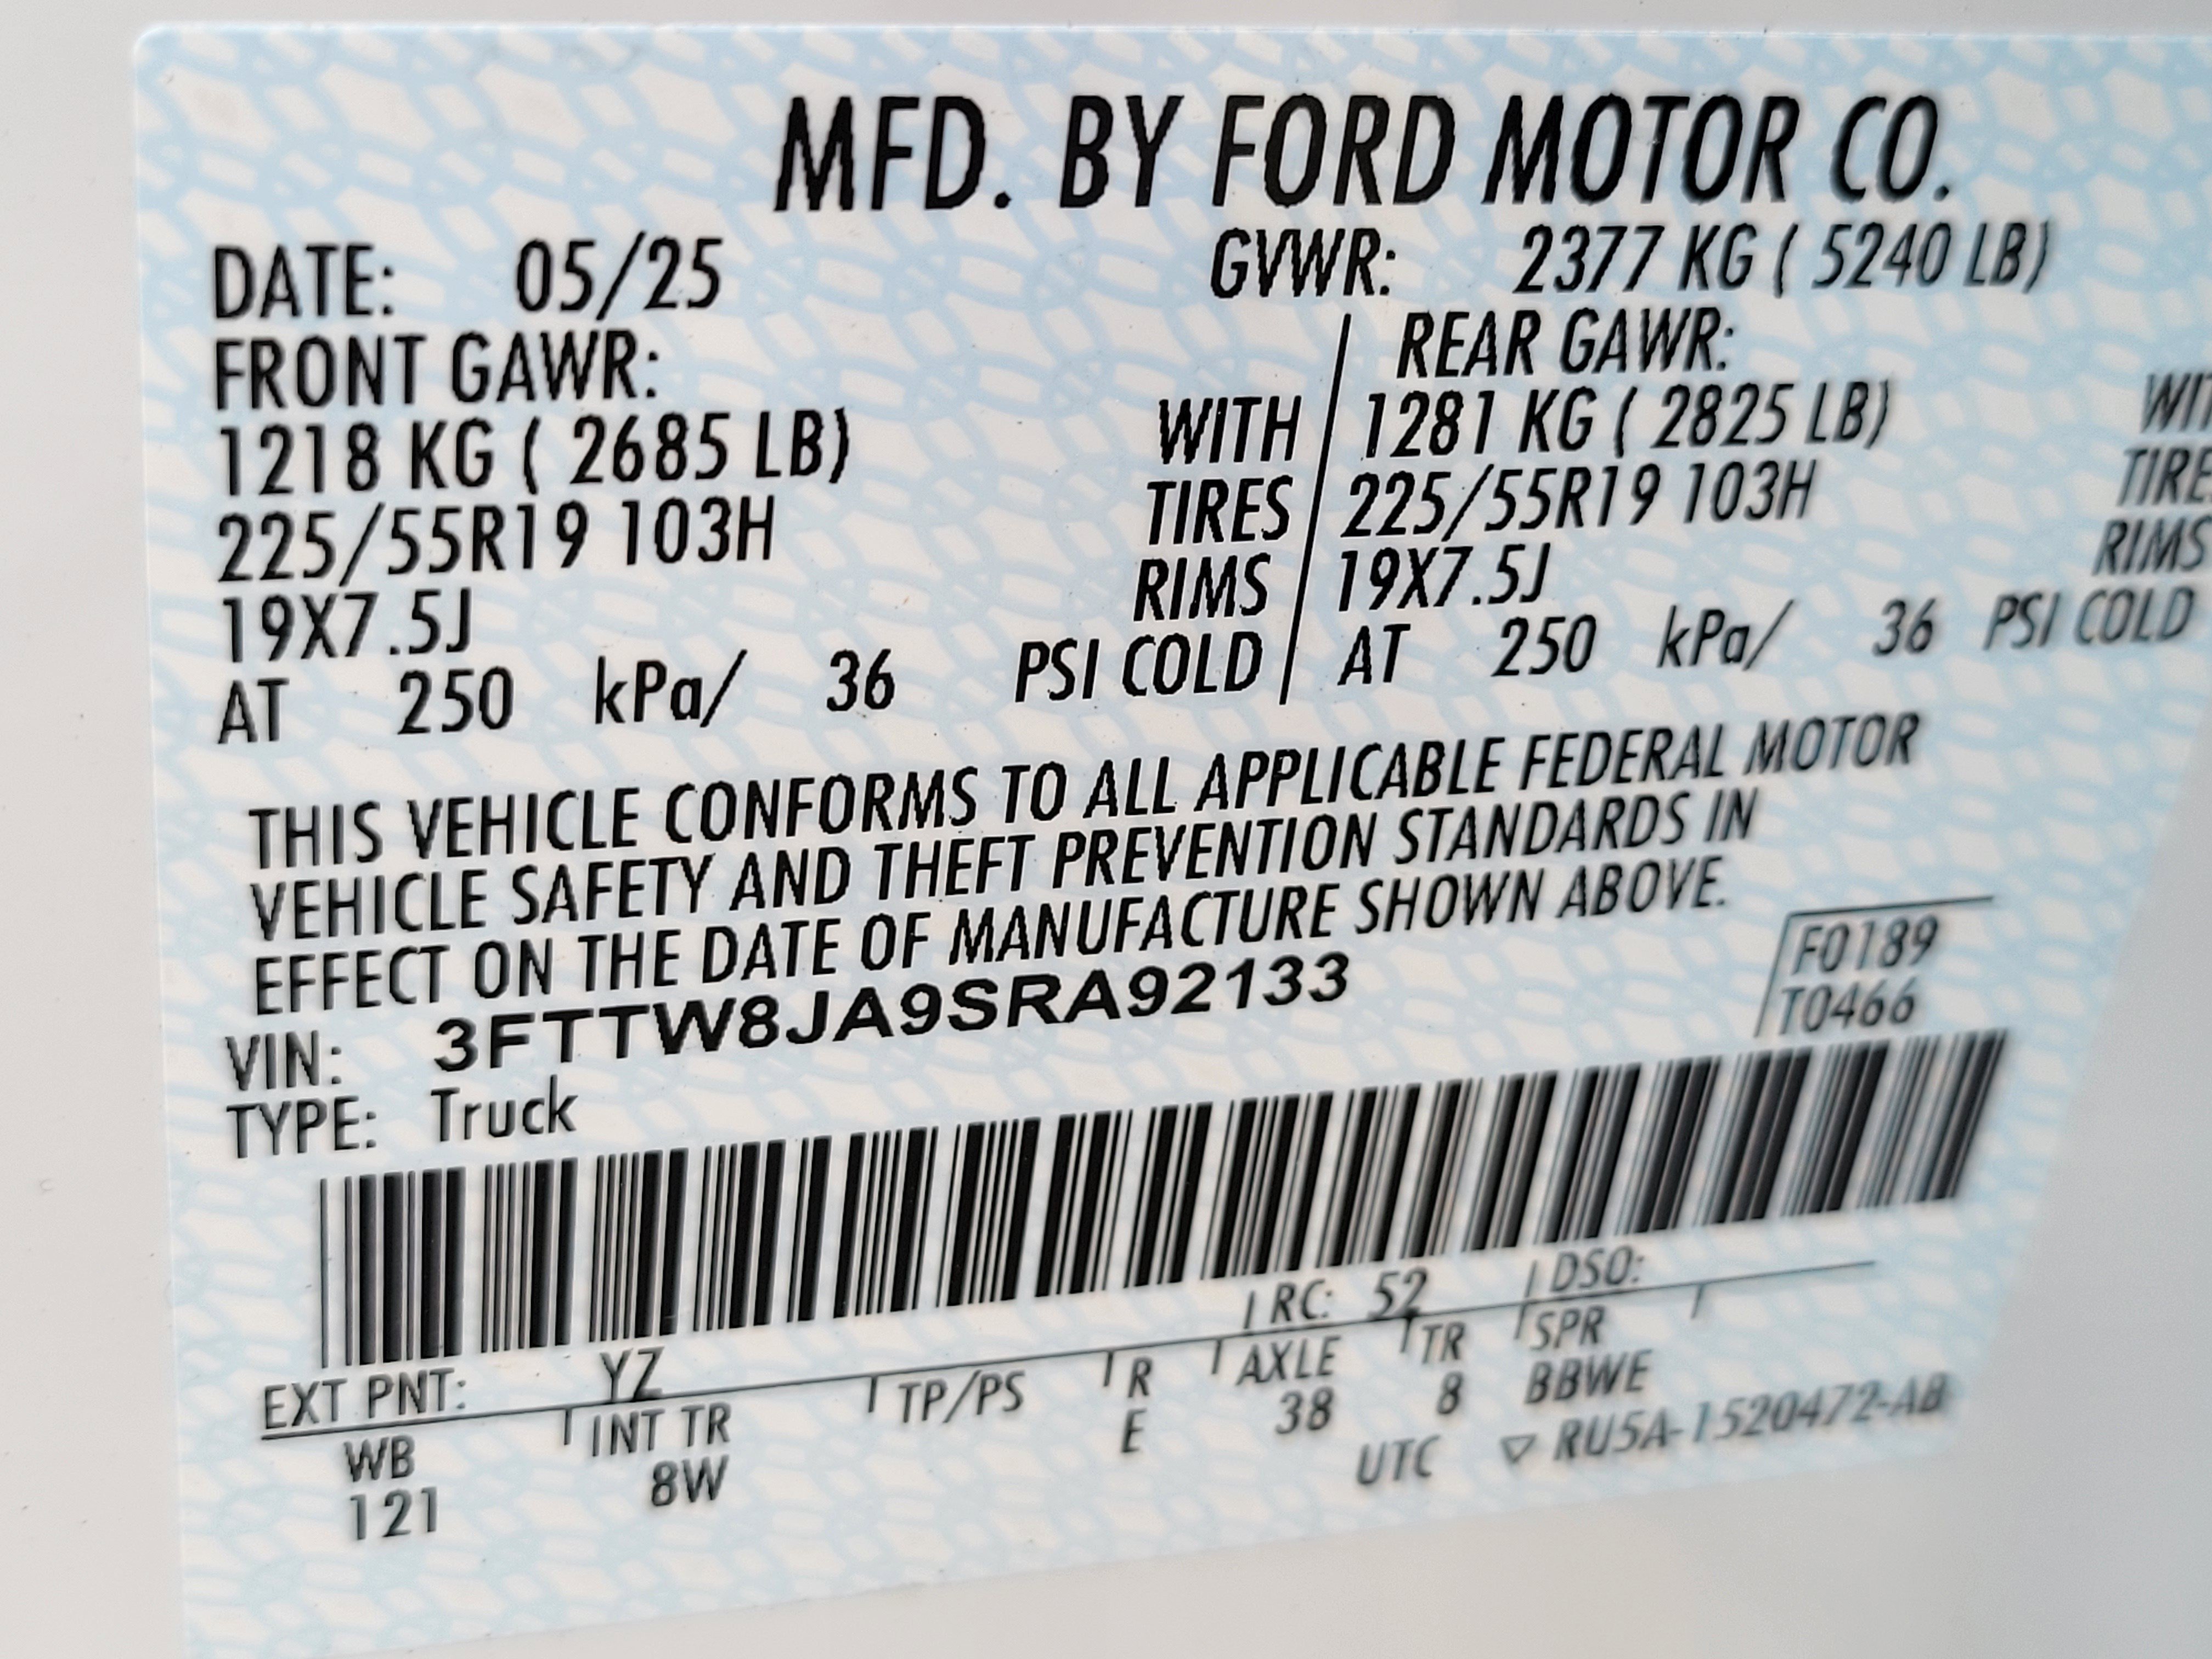 MFD. BY FORD MOTOR CO.
DATE: 05/25 GVWR: 2377 KG ( 5240 LB)
FRONT GAWR: REAR GAWR:
1218 KG ( 2685 LB) WITH 1281 KG ( 2825 LB) WIT
225/55R19 103H TIRES 225/55R19 103H TIRE
19X7.5J RIMS 19X7.5J RIMS
AT 250 kPa/ 36 PSI COLD AT 250 kPa/ 36 PSI COLD
THIS VEHICLE CONFORMS TO ALL APPLICABLE FEDERAL MOTOR
VEHICLE SAFETY AND THEFT PREVENTION STANDARDS IN
EFFECT ON THE DATE OF MANUFACTURE SHOWN ABOVE.
F0189
VIN: 3FTTW8JA9SRA92133 T0466
TYPE: Truck
EXT PNT: YZ RC: 52 DSO:
WB INT TR TP/PS R AXLE TR SPR
121 8W E 38 8 BBWE
UTC ▽ RU5A-1520472-AB